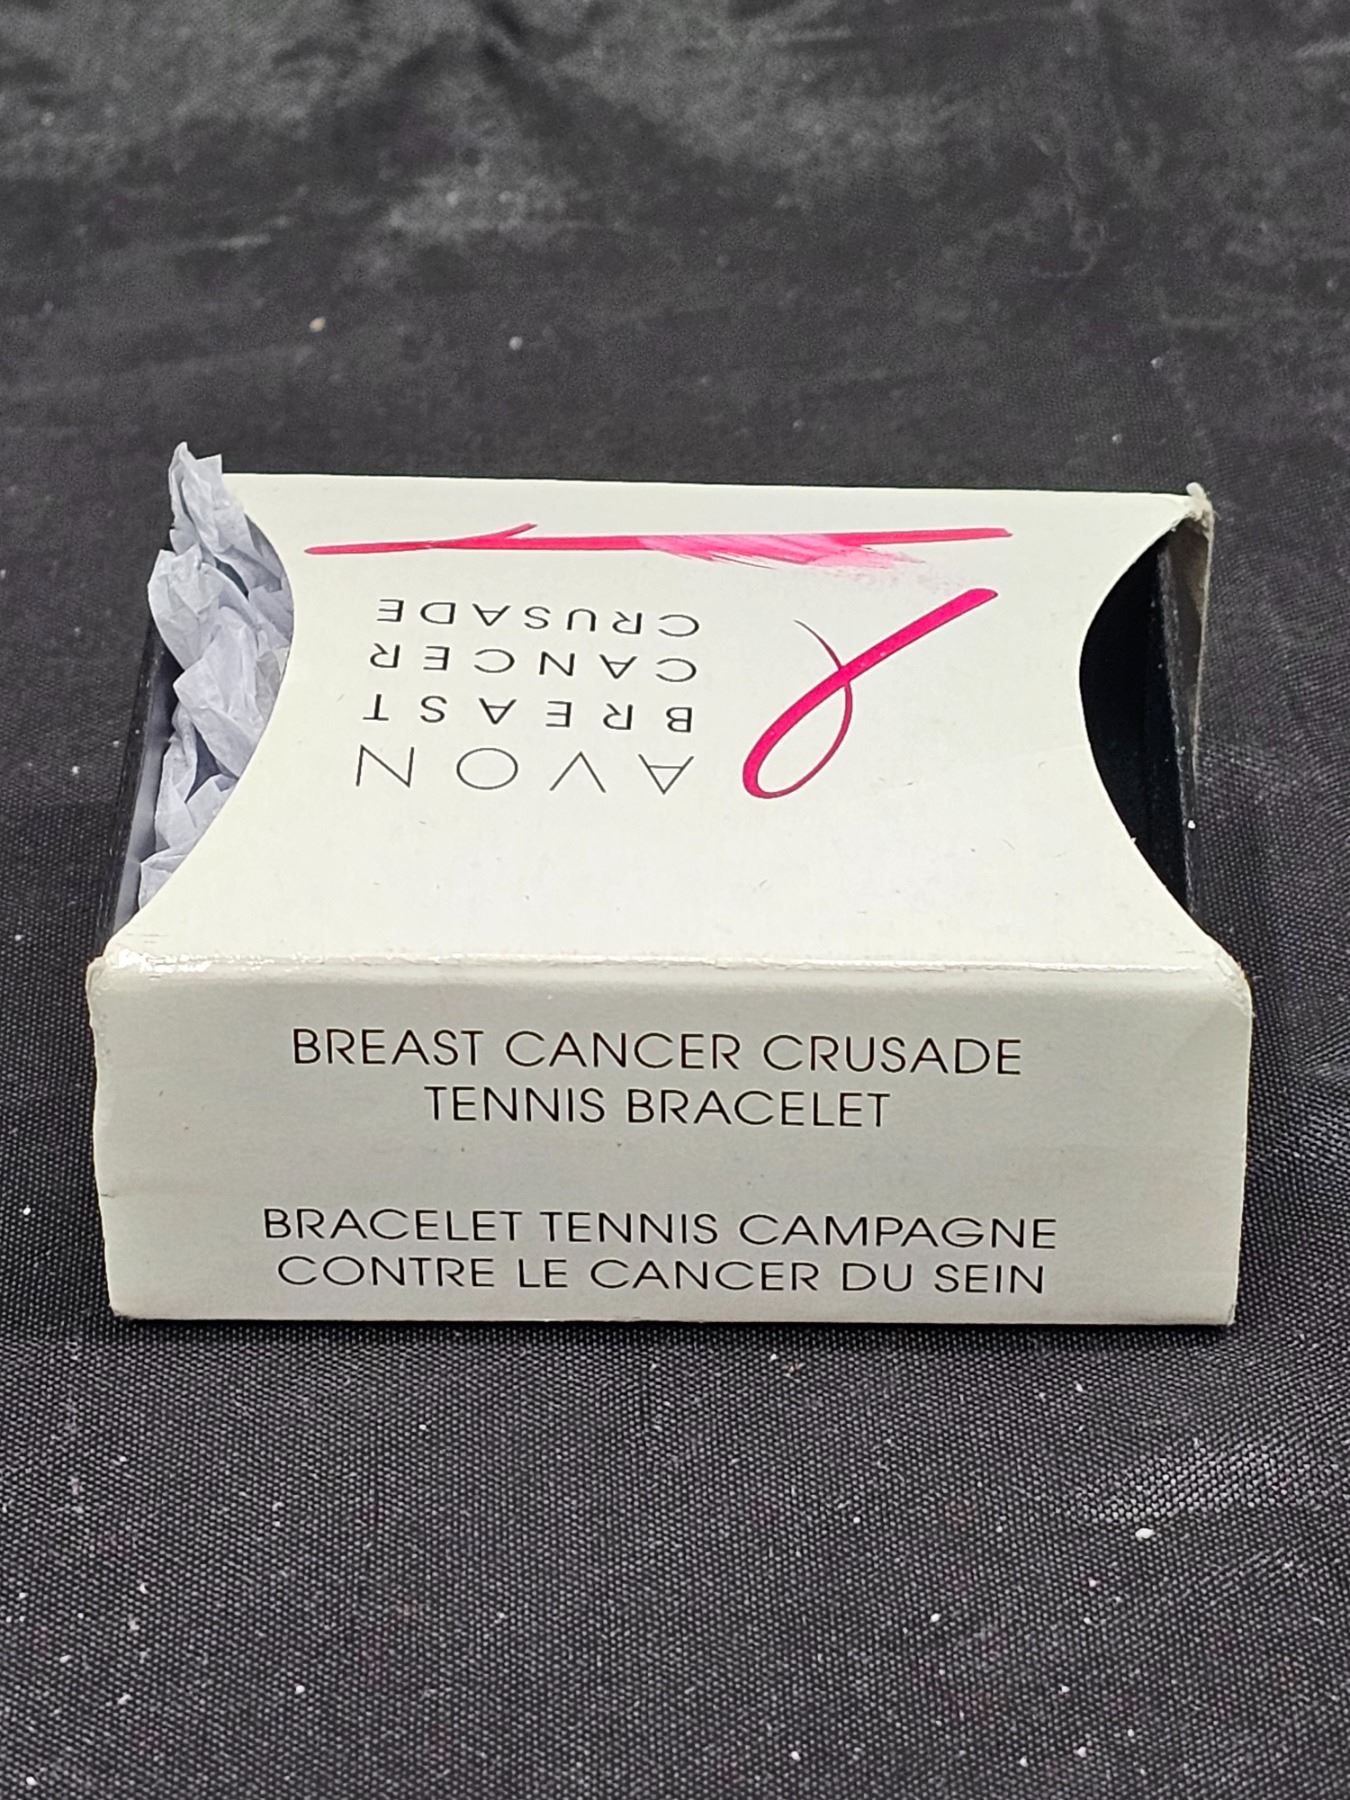 AVON
BREAST
CANCER
CRUSADE
BREAST CANCER CRUSADE
TENNIS BRACELET
BRACELET TENNIS CAMPAGNE
CONTRE LE CANCER DU SEIN